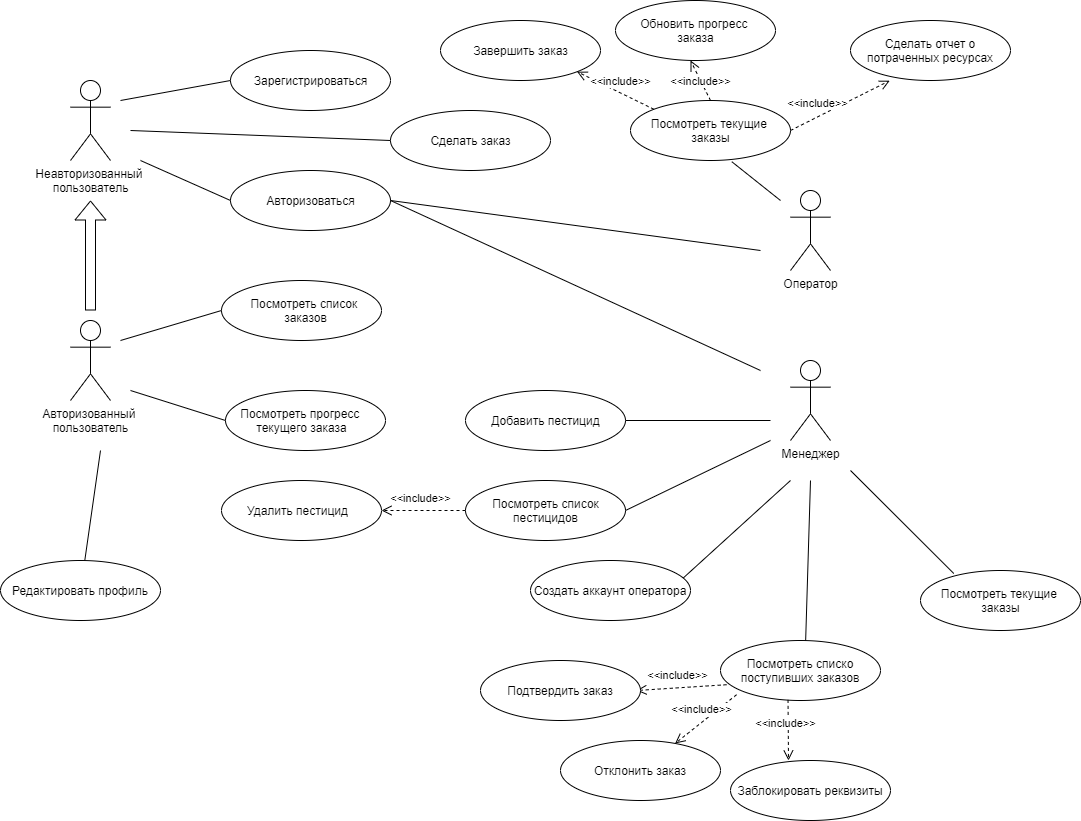 Обновить прогресс
заказа
Завершить заказ
Сделать отчет о
потраченных ресурсах
<<include>>
<<include>>
<<include>>
Зарегистрироваться
Посмотреть текущие
заказы
Сделать заказ
Неавторизованный
пользователь
Авторизоваться
Оператор
Посмотреть список
заказов
Авторизованный
пользователь
Посмотреть прогресс
текущего заказа
Добавить пестицид
Менеджер
<<include>>
Удалить пестицид
Посмотреть список
пестицидов
Редактировать профиль
Создать аккаунт оператора
Посмотреть текущие
заказы
Посмотреть списко
поступивших заказов
<<include>>
Подтвердить заказ
<<include>>
<<include>>
Отклонить заказ
Заблокировать реквизиты